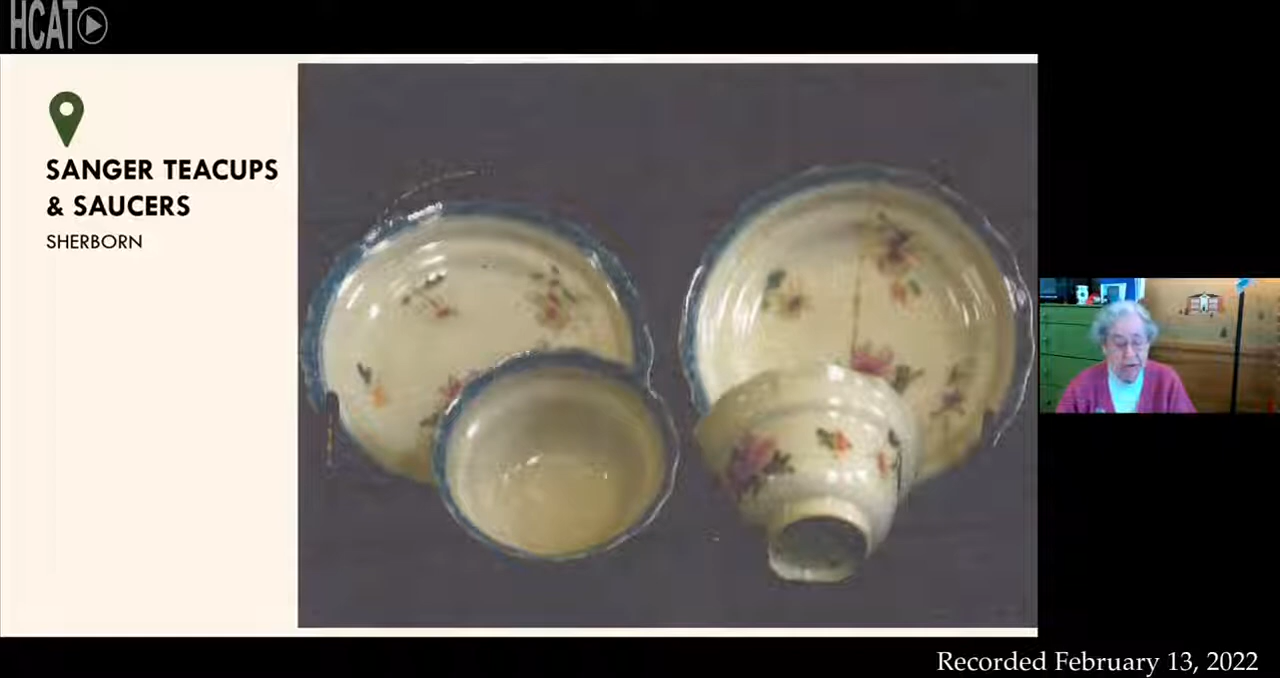 HCAT
SANGER TEACUPS
& SAUCERS
SHERBORN
Recorded February 13, 2022